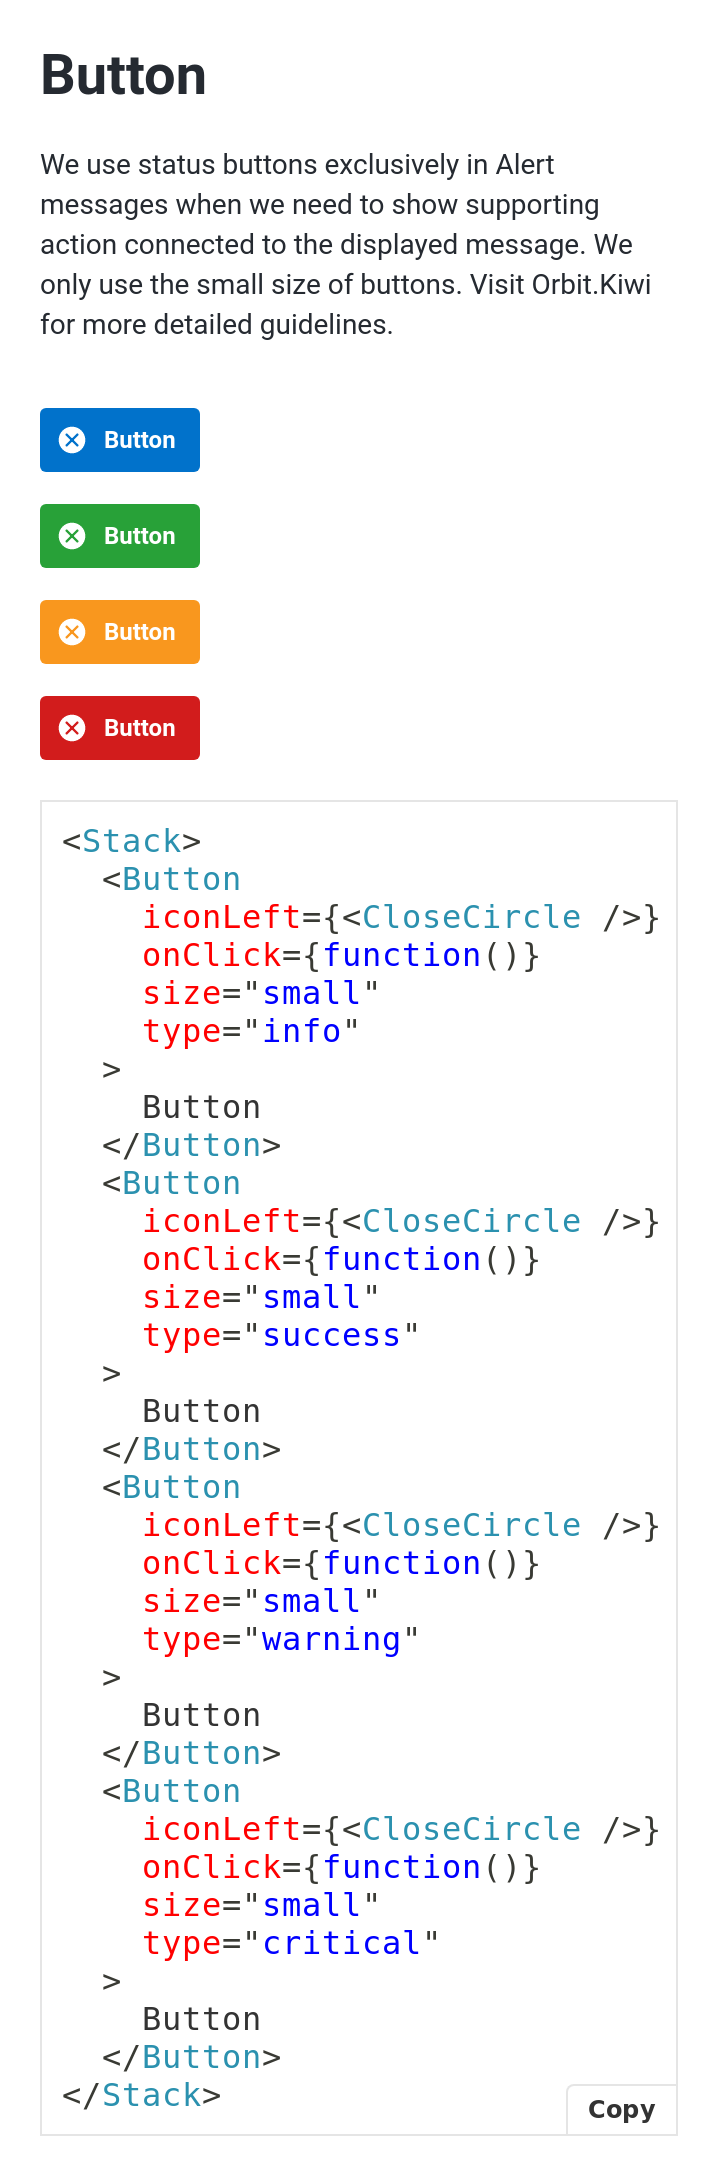 Button
We use status buttons exclusively in Alert
messages when we need to show supporting
action connected to the displayed message. We
only use the small size of buttons. Visit Orbit.Kiwi
for more detailed guidelines.
Button
Button
Button
Button
<Stack>
  <Button
    iconLeft={<CloseCircle />}
    onClick={function()}
    size="small"
    type="info"
  >
    Button
  </Button>
  <Button
    iconLeft={<CloseCircle />}
    onClick={function()}
    size="small"
    type="success"
  >
    Button
  </Button>
  <Button
    iconLeft={<CloseCircle />}
    onClick={function()}
    size="small"
    type="warning"
  >
    Button
  </Button>
  <Button
    iconLeft={<CloseCircle />}
    onClick={function()}
    size="small"
    type="critical"
  >
    Button
  </Button>
</Stack>
Copy